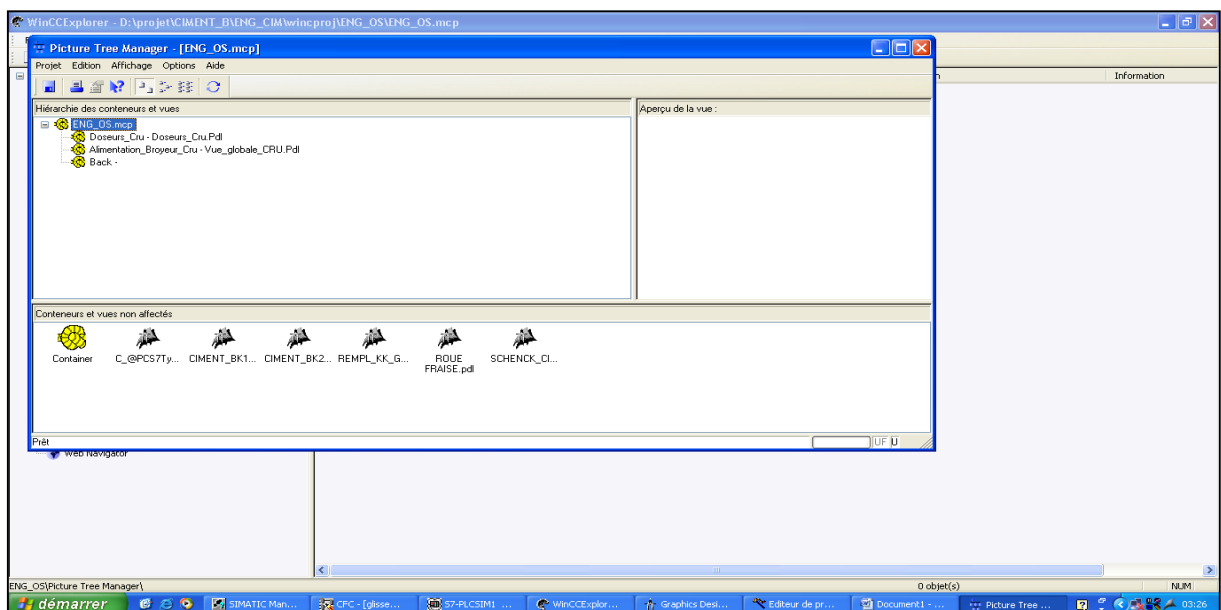 WinCCExplorer - D:\projet\CIMENT_B\ENG_CIM\wincproj\ENG_OS\ENG_OS.mcp
Picture Tree Manager - [ENG_OS.mcp]
Projet Edition Affichage Options Aide
Information
Hiérarchie des conteneurs et vues
Aperçu de la vue :
ENG_OS.mcp
Doseurs_Cru - Doseurs_Cru.Pdl
Alimentation_Broyeur_Cru - Vue_globale_CRU.Pdl
Back -
Conteneurs et vues non affectés
Container C_@PCS7Ty... CIMENT_BK1... CIMENT_BK2... REMPL_KK_G... ROUE FRAISE.pdl SCHENCK_CI...
Prêt
UF U
Web Navigator
ENG_OS\Picture Tree Manager\
0 objet(s)
NUM
démarrer
SIMATIC Man... CFC - [glisse... S7-PLCSIM1 ... WinCCExplor... Graphics Desi... Editeur de pr... Document1 - ... Picture Tree ... 03:26